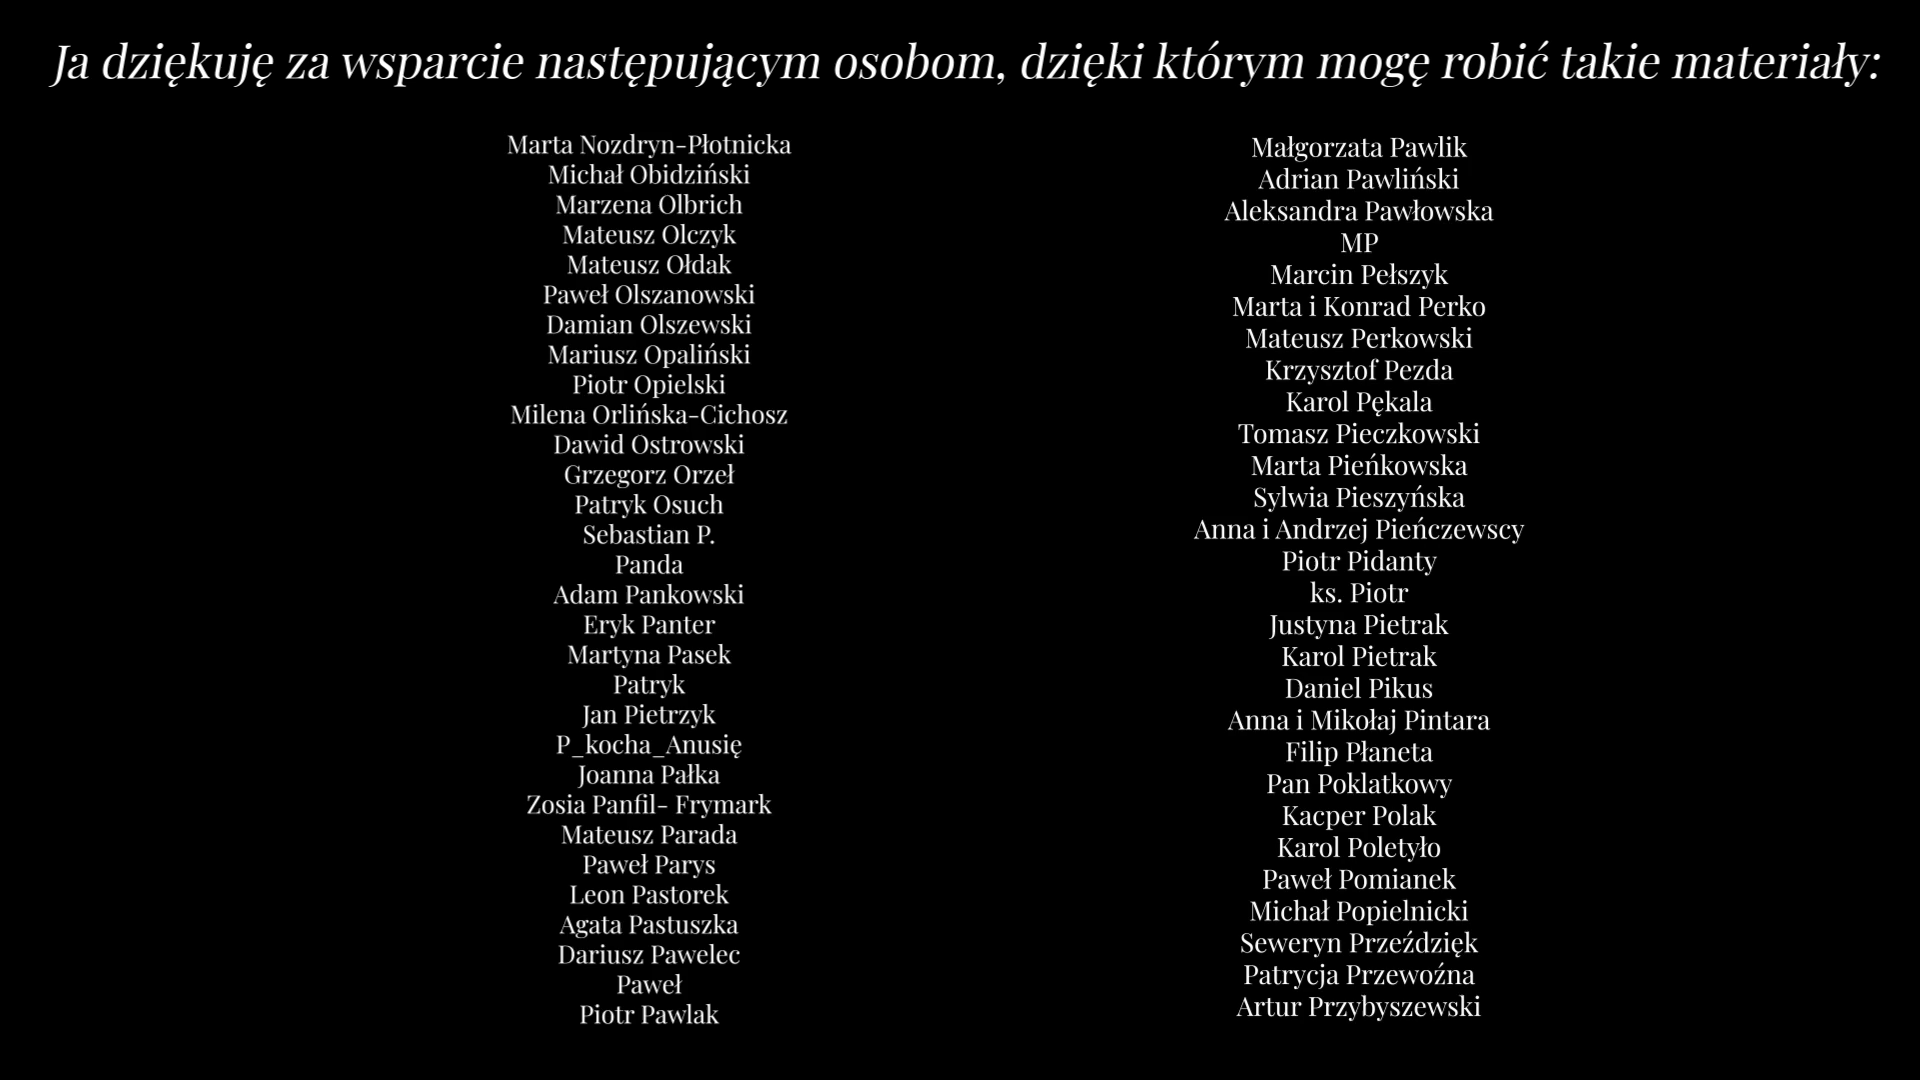 Ja dziękuję za wsparcie następującym osobom, dzięki którym mogę robić takie materiały:
Marta Nozdryn-Płotnicka
Michał Obidziński
Marzena Olbrich
Mateusz Olczyk
Mateusz Ołdak
Paweł Olszanowski
Damian Olszewski
Mariusz Opaliński
Piotr Opielski
Milena Orlińska-Cichosz
Dawid Ostrowski
Grzegorz Orzeł
Patryk Osuch
Sebastian P.
Panda
Adam Pankowski
Eryk Panter
Martyna Pasek
Patryk
Jan Pietrzyk
P_kocha_Anusię
Joanna Pałka
Zosia Panfil- Frymark
Mateusz Parada
Paweł Parys
Leon Pastorek
Agata Pastuszka
Dariusz Pawelec
Paweł
Piotr Pawlak
Małgorzata Pawlik
Adrian Pawliński
Aleksandra Pawłowska
MP
Marcin Pełszyk
Marta i Konrad Perko
Mateusz Perkowski
Krzysztof Pezda
Karol Pękala
Tomasz Pieczkowski
Marta Pieńkowska
Sylwia Pieszyńska
Anna i Andrzej Pieńczewscy
Piotr Pidanty
ks. Piotr
Justyna Pietrak
Karol Pietrak
Daniel Pikus
Anna i Mikołaj Pintara
Filip Płaneta
Pan Poklatkowy
Kacper Polak
Karol Poletyło
Paweł Pomianek
Michał Popielnicki
Seweryn Przeździęk
Patrycja Przewoźna
Artur Przybyszewski